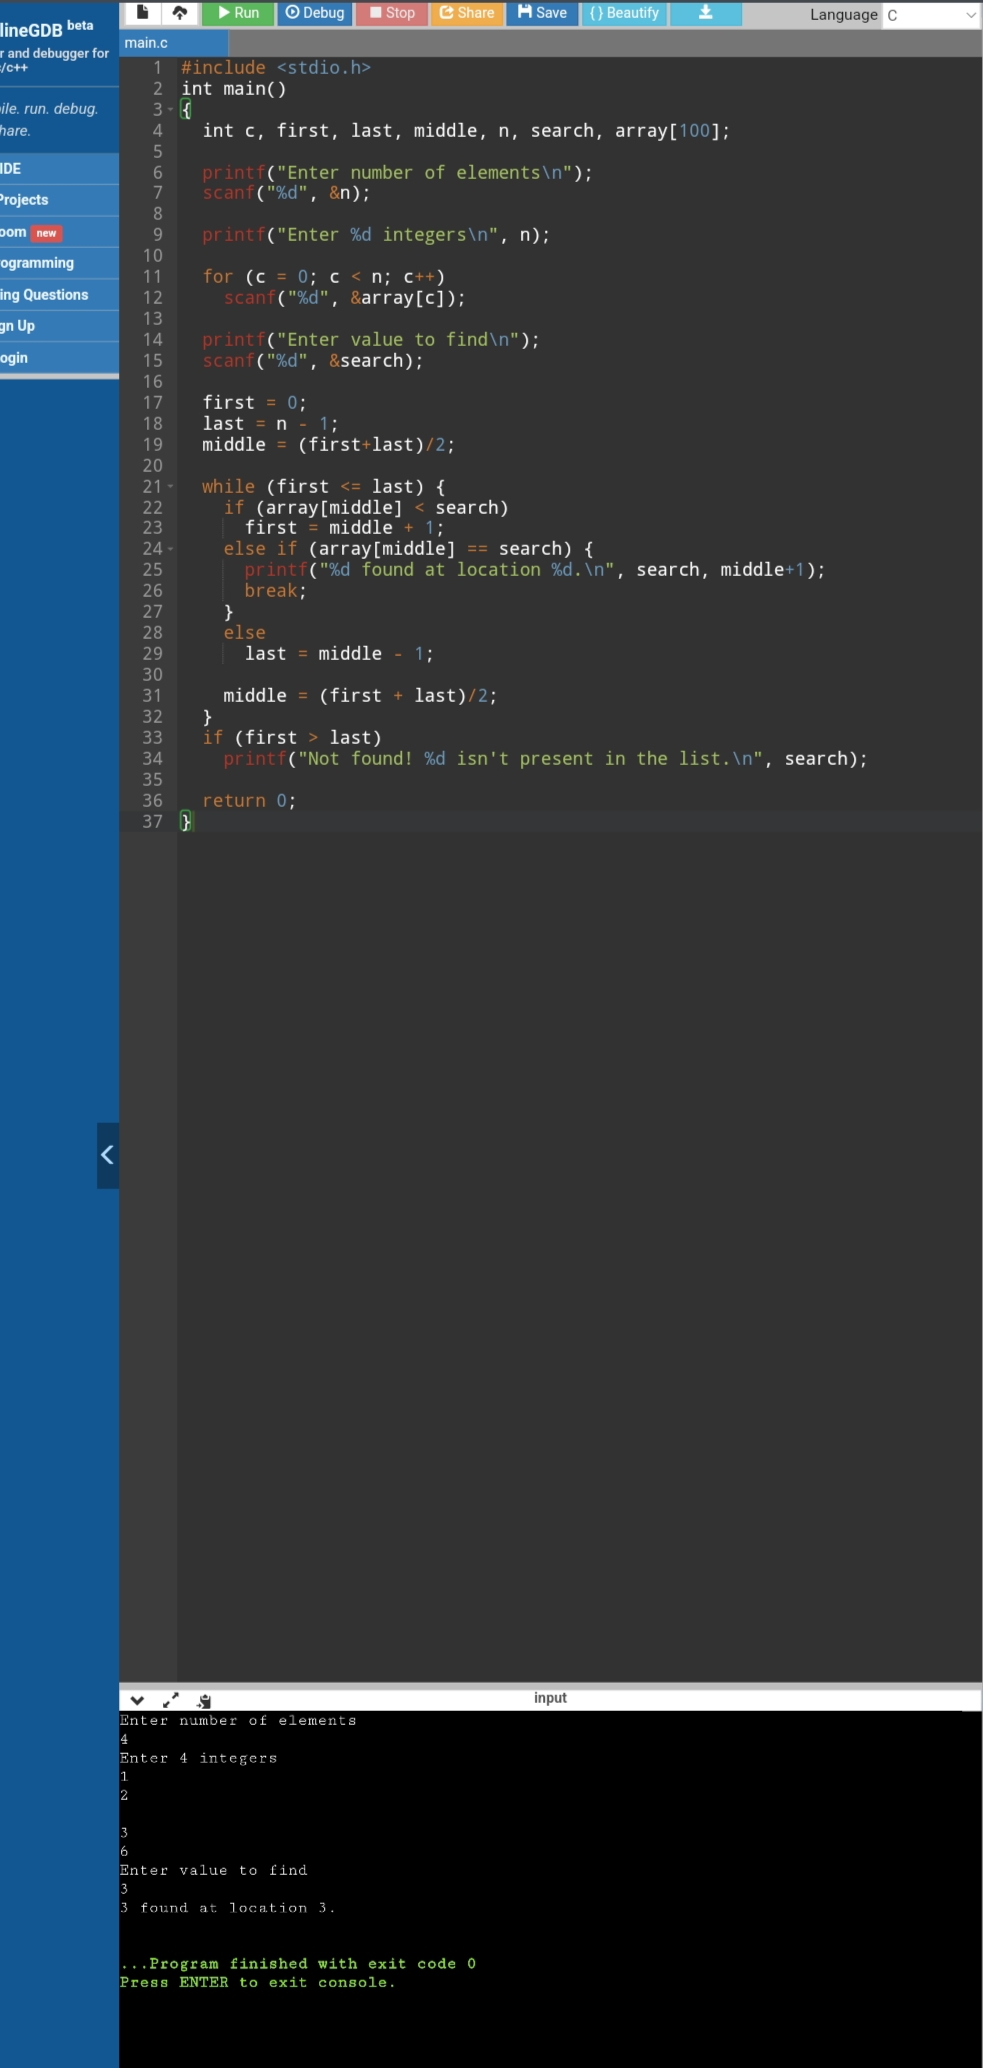 lineGDB beta
r and debugger for
/c++
ile. run. debug.
hare.
IDE
Projects
oom new
ogramming
ing Questions
gn Up
ogin
Run Debug Stop Share Save {} Beautify Language C
main.c
1 #include <stdio.h>
2 int main()
3 {
4 int c, first, last, middle, n, search, array[100];
5
6 printf("Enter number of elements\n");
7 scanf("%d", &n);
8
9 printf("Enter %d integers\n", n);
10
11 for (c = 0; c < n; c++)
12 scanf("%d", &array[c]);
13
14 printf("Enter value to find\n");
15 scanf("%d", &search);
16
17 first = 0;
18 last = n - 1;
19 middle = (first+last)/2;
20
21 while (first <= last) {
22 if (array[middle] < search)
23 first = middle + 1;
24 else if (array[middle] == search) {
25 printf("%d found at location %d.\n", search, middle+1);
26 break;
27 }
28 else
29 last = middle - 1;
30
31 middle = (first + last)/2;
32 }
33 if (first > last)
34 printf("Not found! %d isn't present in the list.\n", search);
35
36 return 0;
37 }
input
Enter number of elements
4
Enter 4 integers
1
2
3
6
Enter value to find
3
3 found at location 3.
...Program finished with exit code 0
Press ENTER to exit console.